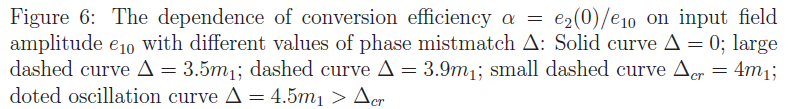 Figure 6: The dependence of conversion efficiency α = e₂(0)/e₁₀ on input field
amplitude e₁₀ with different values of phase mistmatch Δ: Solid curve Δ = 0; large
dashed curve Δ = 3.5m₁; dashed curve Δ = 3.9m₁; small dashed curve Δ_cr = 4m₁;
doted oscillation curve Δ = 4.5m₁ > Δ_cr